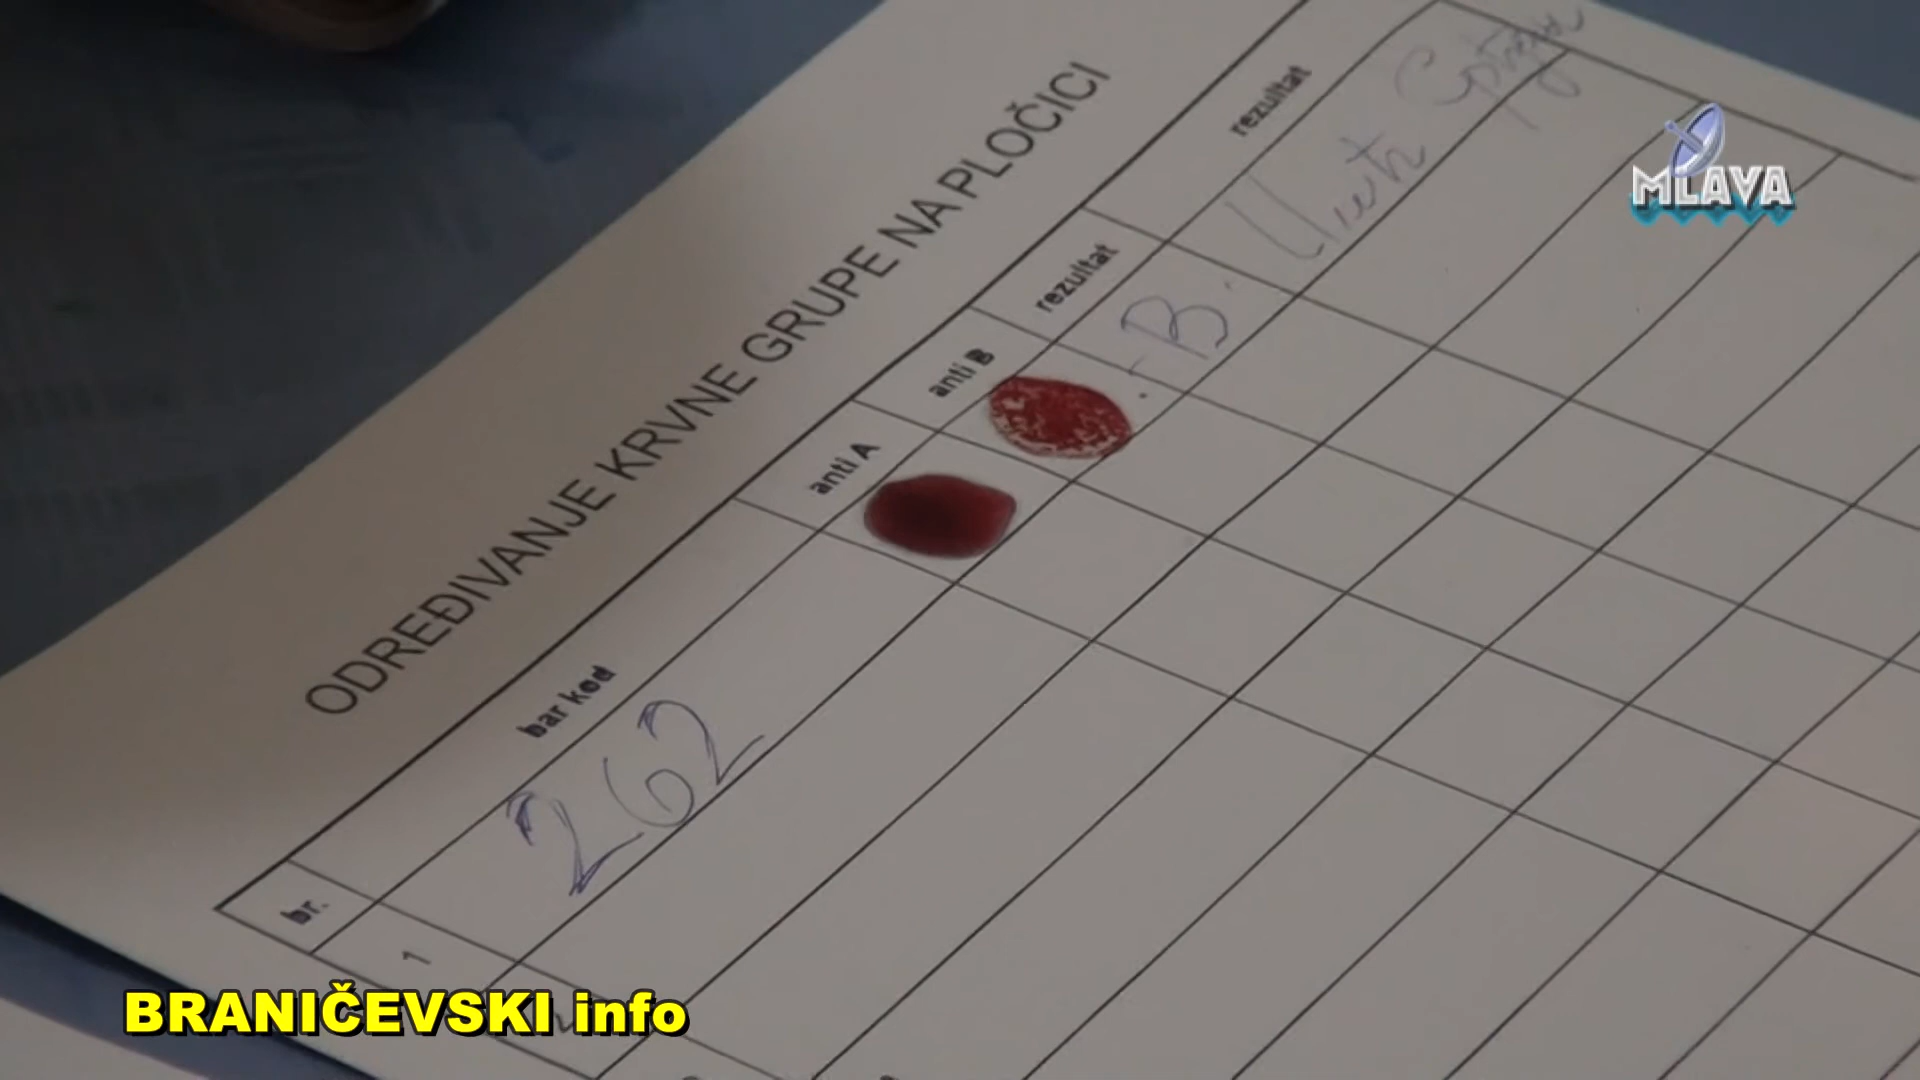 ODREĐIVANJE KRVNE GRUPE NA PLOČICI
br.
bar kod
anti A
anti B
rezultat
rezultat
1
262
B
MLAVA
BRANIČEVSKI info